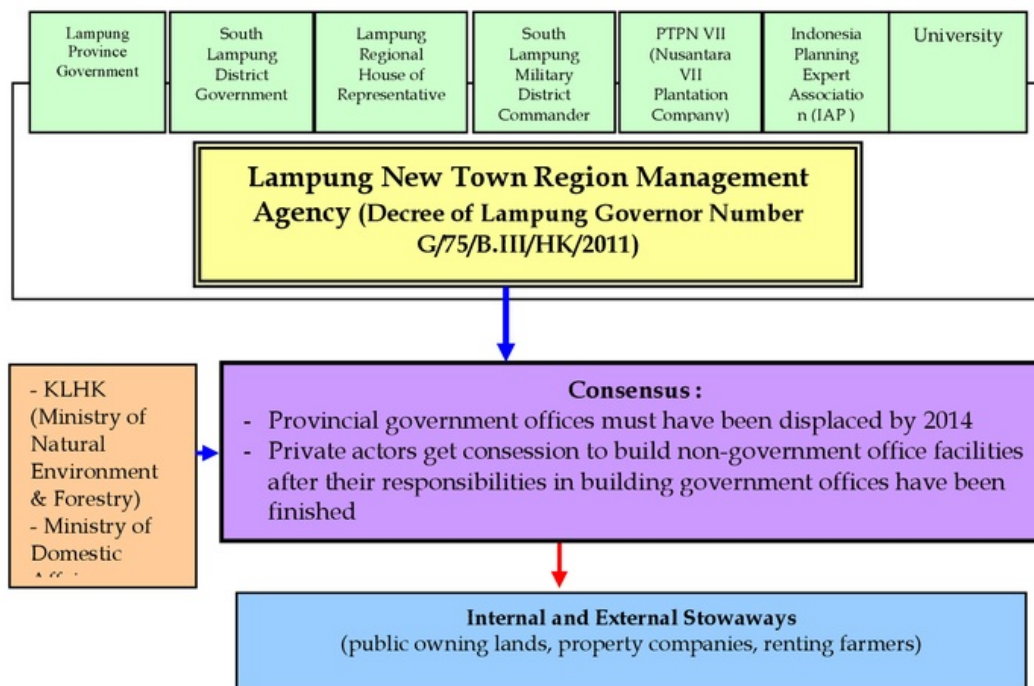 Lampung
Province
Government
South
Lampung
District
Government
Lampung
Regional
House of
Representative
South
Lampung
Military
District
Commander
PTPN VII
(Nusantara
VII
Plantation
Company)
Indonesia
Planning
Expert
Associatio
n (IAP )
University
Lampung New Town Region Management
Agency (Decree of Lampung Governor Number
G/75/B.III/HK/2011)
- KLHK
(Ministry of
Natural
Environment
& Forestry)
- Ministry of
Domestic
Consensus :
- Provincial government offices must have been displaced by 2014
- Private actors get consession to build non-government office facilities
after their responsibilities in building government offices have been
finished
Internal and External Stowaways
(public owning lands, property companies, renting farmers)